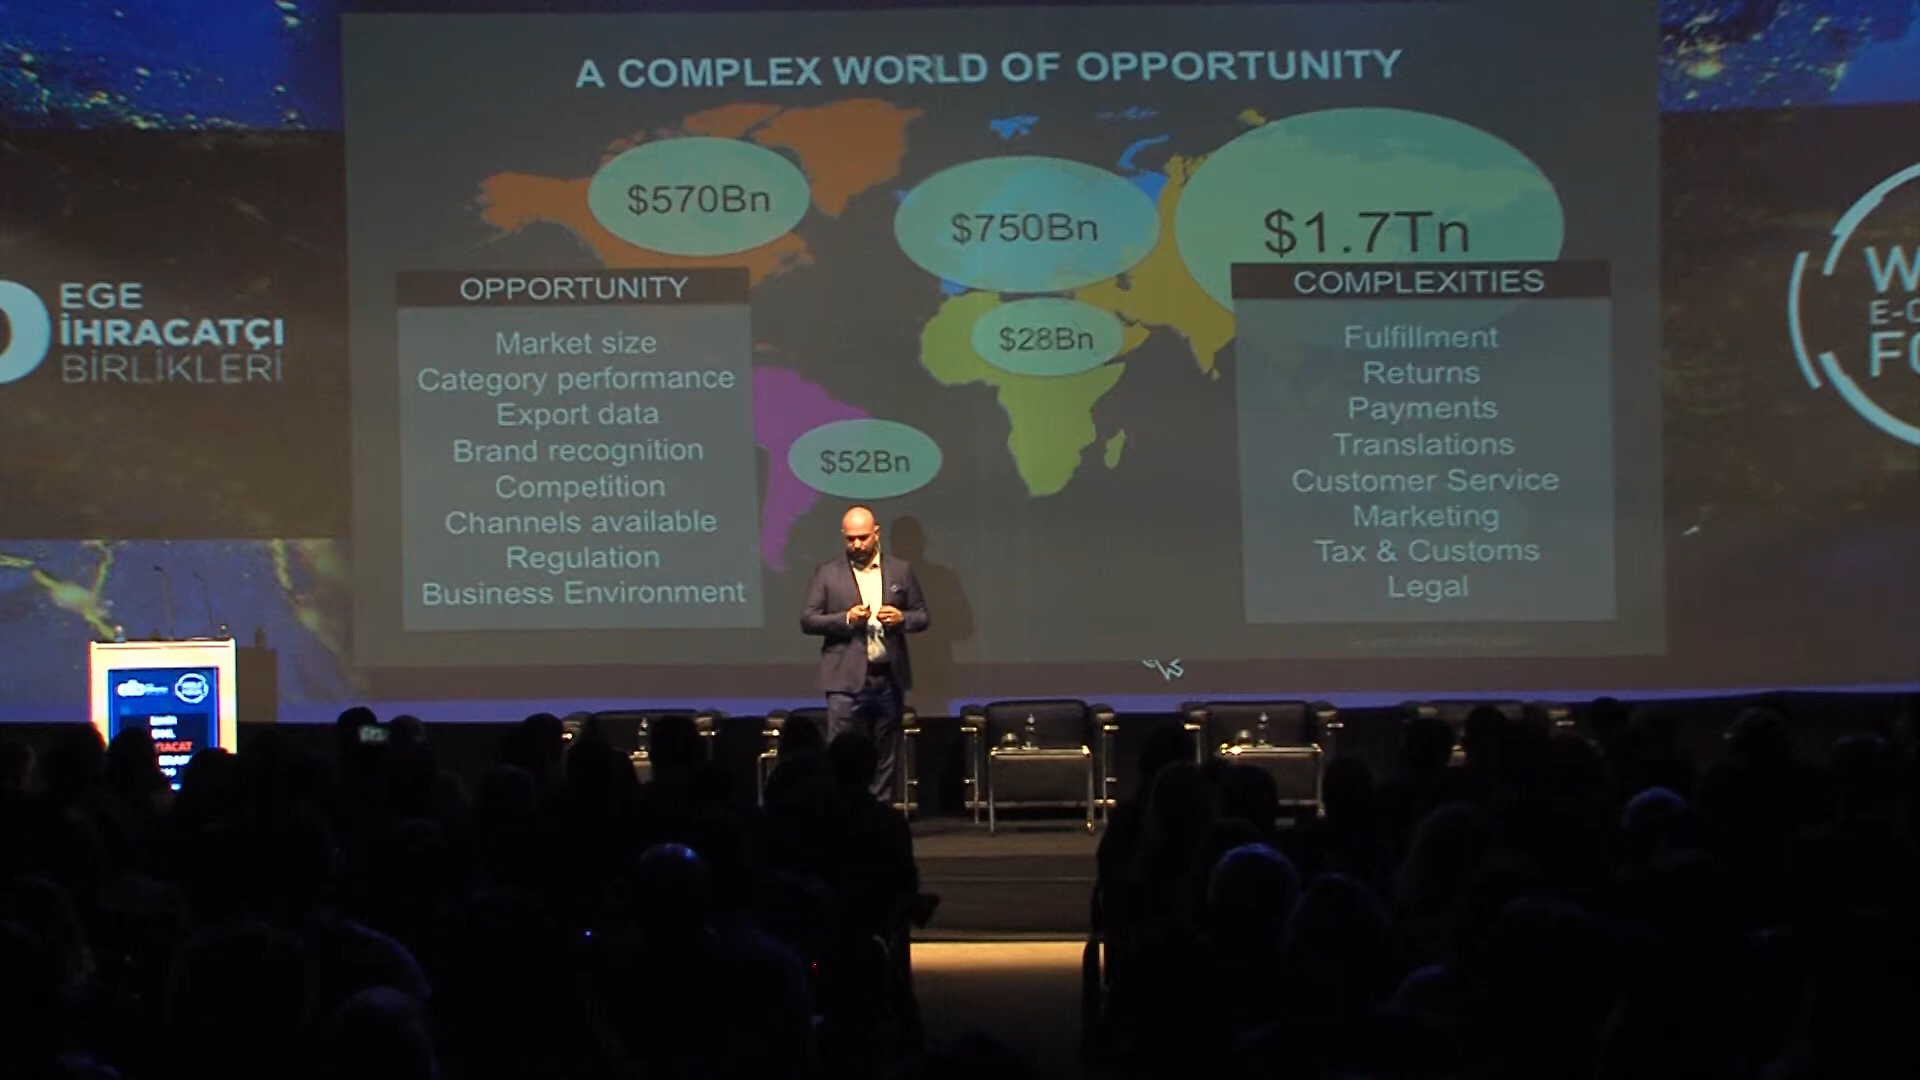 A COMPLEX WORLD OF OPPORTUNITY
$570Bn
$750Bn
$1.7Tn
$28Bn
$52Bn
OPPORTUNITY
Market size
Category performance
Export data
Brand recognition
Competition
Channels available
Regulation
Business Environment
COMPLEXITIES
Fulfillment
Returns
Payments
Translations
Customer Service
Marketing
Tax & Customs
Legal
EGE
İHRACATÇI
BİRLİKLERİ